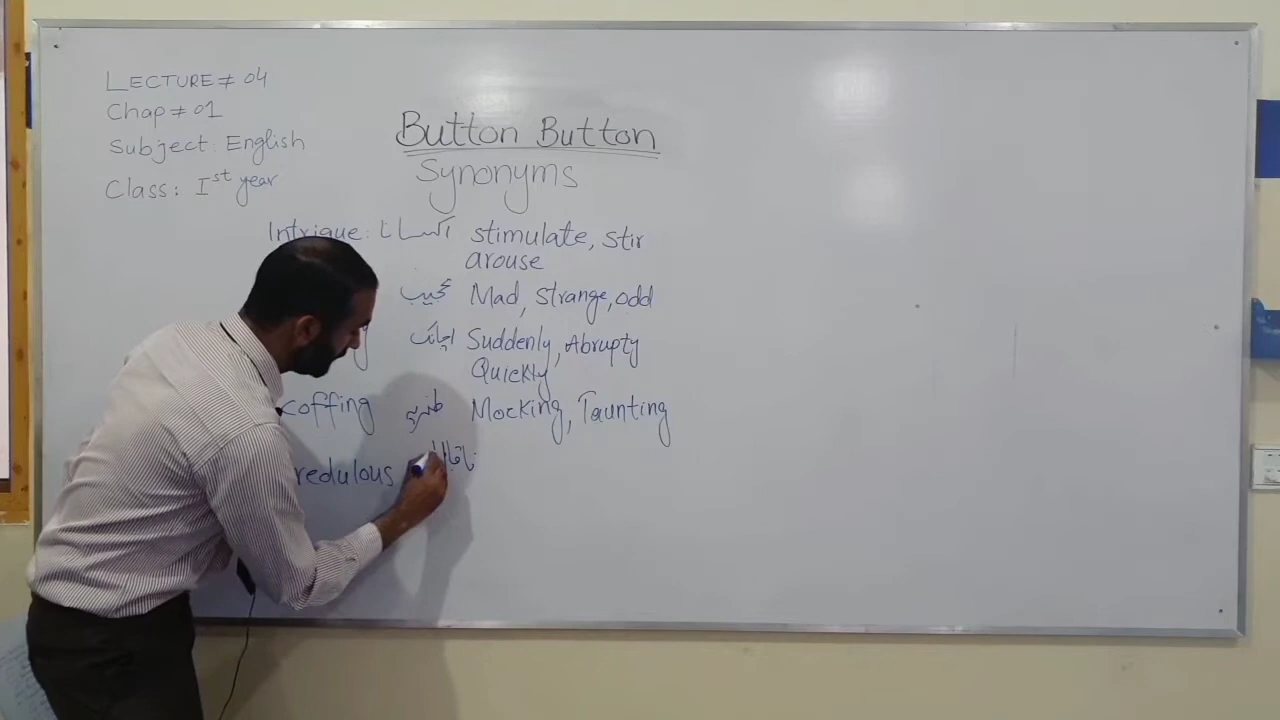 LECTURE # 04
Chap # 01
Subject: English
Class: Ist year
Button Button
Synonyms
Intrigue: اکسانا stimulate, stir
arouse
عجیب Mad, strange, odd
اچانک Suddenly, Abrupty
Quickly
coffing طنزیہ Mocking, Taunting
redulous